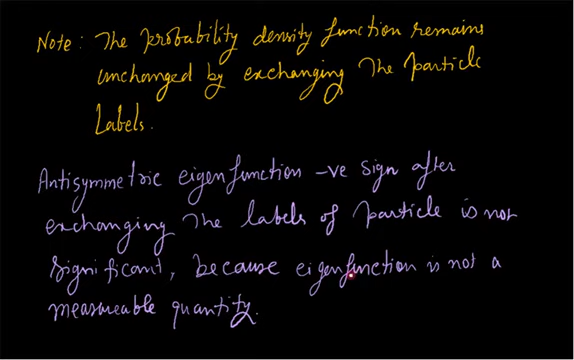 Note: The probability density function remains
unchanged by exchanging The particle
Labels.
Antisymmetric eigenfunction -ve sign after
exchanging The labels of particle is not
significant, because eigenfunction is not a
measureable quantity.